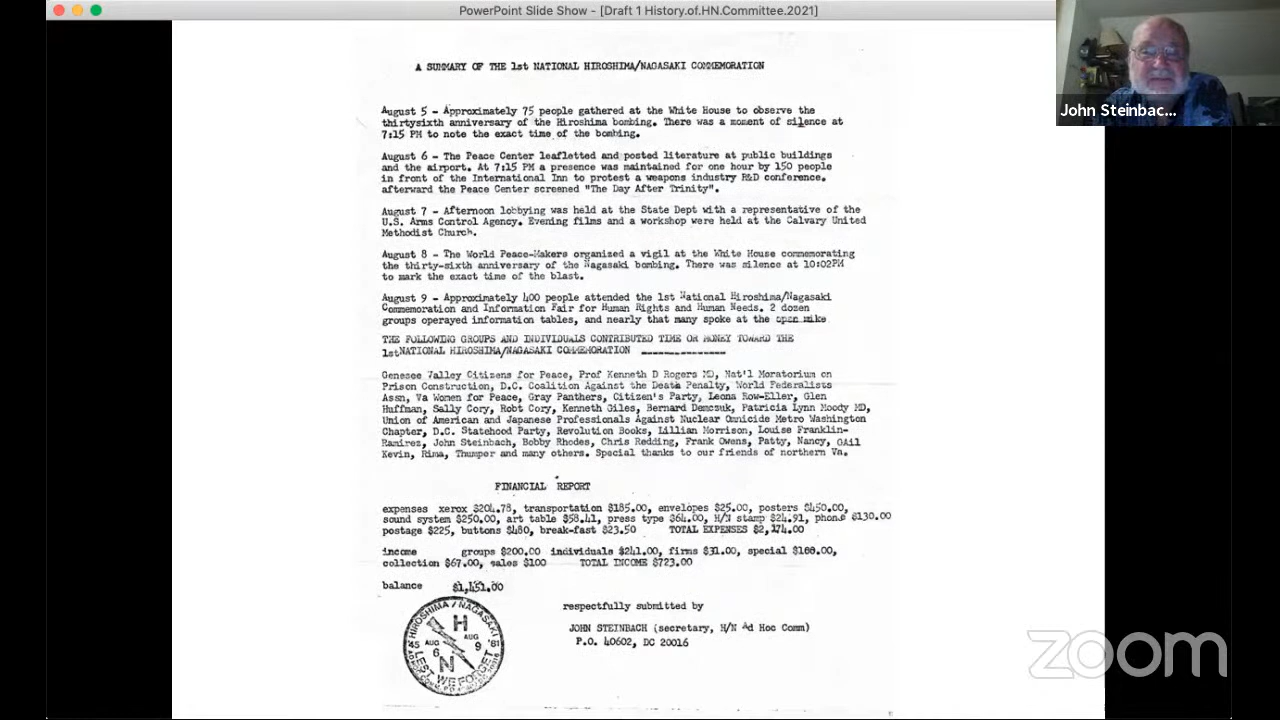 PowerPoint Slide Show - [Draft 1 History.of.HN.Committee.2021]
John Steinbac...
A SUMMARY OF THE 1st NATIONAL HIROSHIMA/NAGASAKI COMMEMORATION
August 5 - Approximately 75 people gathered at the White House to observe the
thirtysixth anniversary of the Hiroshima bombing. There was a moment of silence at
7:15 PM to note the exact time of the bombing.
August 6 - The Peace Center leafletted and posted literature at public buildings
and the airport. At 7:15 PM a presence was maintained for one hour by 150 people
in front of the International Inn to protest a weapons industry R&D conference.
afterward the Peace Center screened "The Day After Trinity".
August 7 - Afternoon lobbying was held at the State Dept with a representative of the
U.S. Arms Control Agency. Evening films and a workshop were held at the Calvary United
Methodist Church.
August 8 - The World Peace-Makers organized a vigil at the White House commemorating
the thirty-sixth anniversary of the Nagasaki bombing. There was silence at 10:02PM
to mark the exact time of the blast.
August 9 - Approximately 400 people attended the 1st National Hiroshima/Nagasaki
Commemoration and Information Fair for Human Rights and Human Needs. 2 dozen
groups operayed information tables, and nearly that many spoke at the open mike
THE FOLLOWING GROUPS AND INDIVIDUALS CONTRIBUTED TIME OR MONEY TOWARD THE
1stNATIONAL HIROSHIMA/NAGASAKI COMMEMORATION --------------
Genesee Valley Citizens for Peace, Prof Kenneth D Rogers MD, Nat'l Moratorium on
Prison Construction, D.C. Coalition Against the Death Penalty, World Federalists
Assn, Va Women for Peace, Gray Panthers, Citizen's Party, Leona Row-Eller, Glen
Huffman, Sally Cory, Robt Cory, Kenneth Giles, Bernard Demczuk, Patricia Lynn Moody MD,
Union of American and Japanese Professionals Against Nuclear Omnicide Metro Washington
Chapter, D.C. Statehood Party, Revolution Books, Lillian Morrison, Louise Franklin-
Ramirez, John Steinbach, Bobby Rhodes, Chris Redding, Frank Owens, Patty, Nancy, GAil
Kevin, Rima, Thumper and many others. Special thanks to our friends of northern Va.
FINANCIAL REPORT
expenses xerox $204.78, transportation $185.00, envelopes $25.00, posters $450.00,
sound system $250.00, art table $58.41, press type $64.00, H/N stamp $24.91, phone $130.00
postage $225, buttons $480, break-fast $23.50 TOTAL EXPENSES $2,174.00
income groups $200.00 individuals $241.00, firms $31.00, special $100.00,
collection $67.00, sales $100 TOTAL INCOME $723.00
balance $1,451.00
respectfully submitted by
JOHN STEINBACH (secretary, H/N Ad Hoc Comm)
P.O. 40602, DC 20016
HIROSHIMA / NAGASAKI
H
'45 AUG 6 AUG 9 '81
N
LEST WE FORGET
zoom